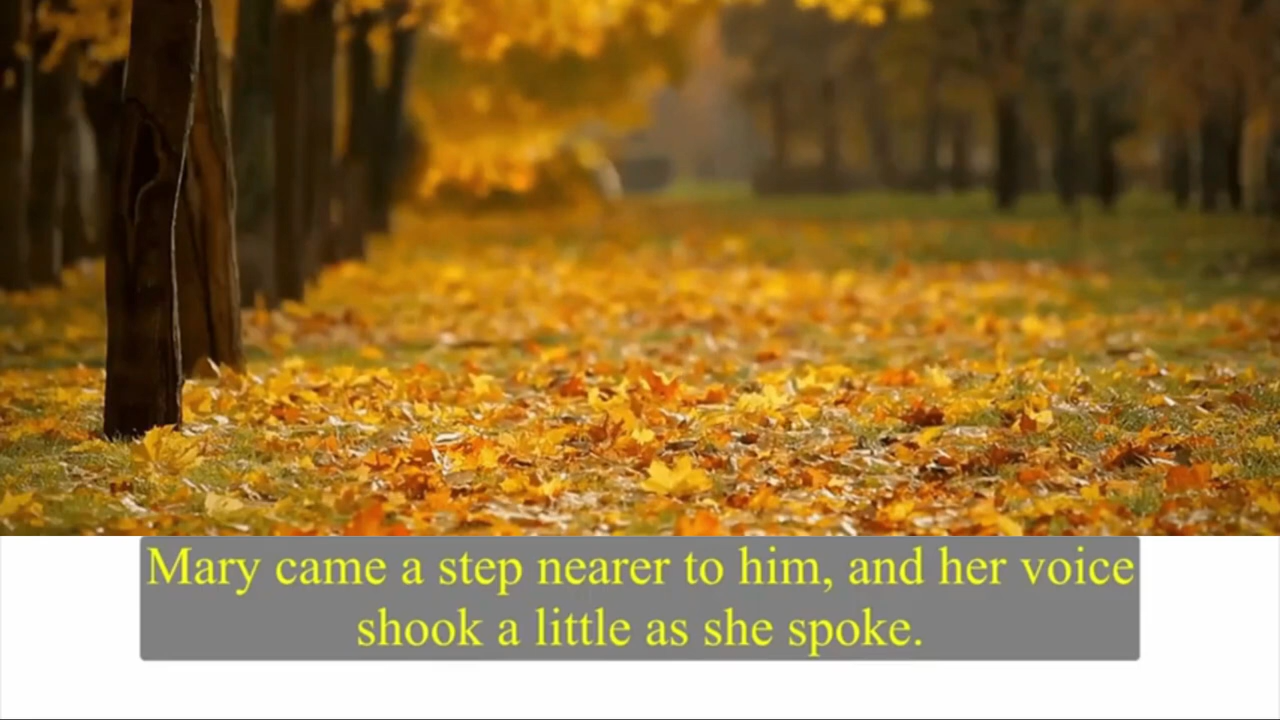 Mary came a step nearer to him, and her voice
shook a little as she spoke.